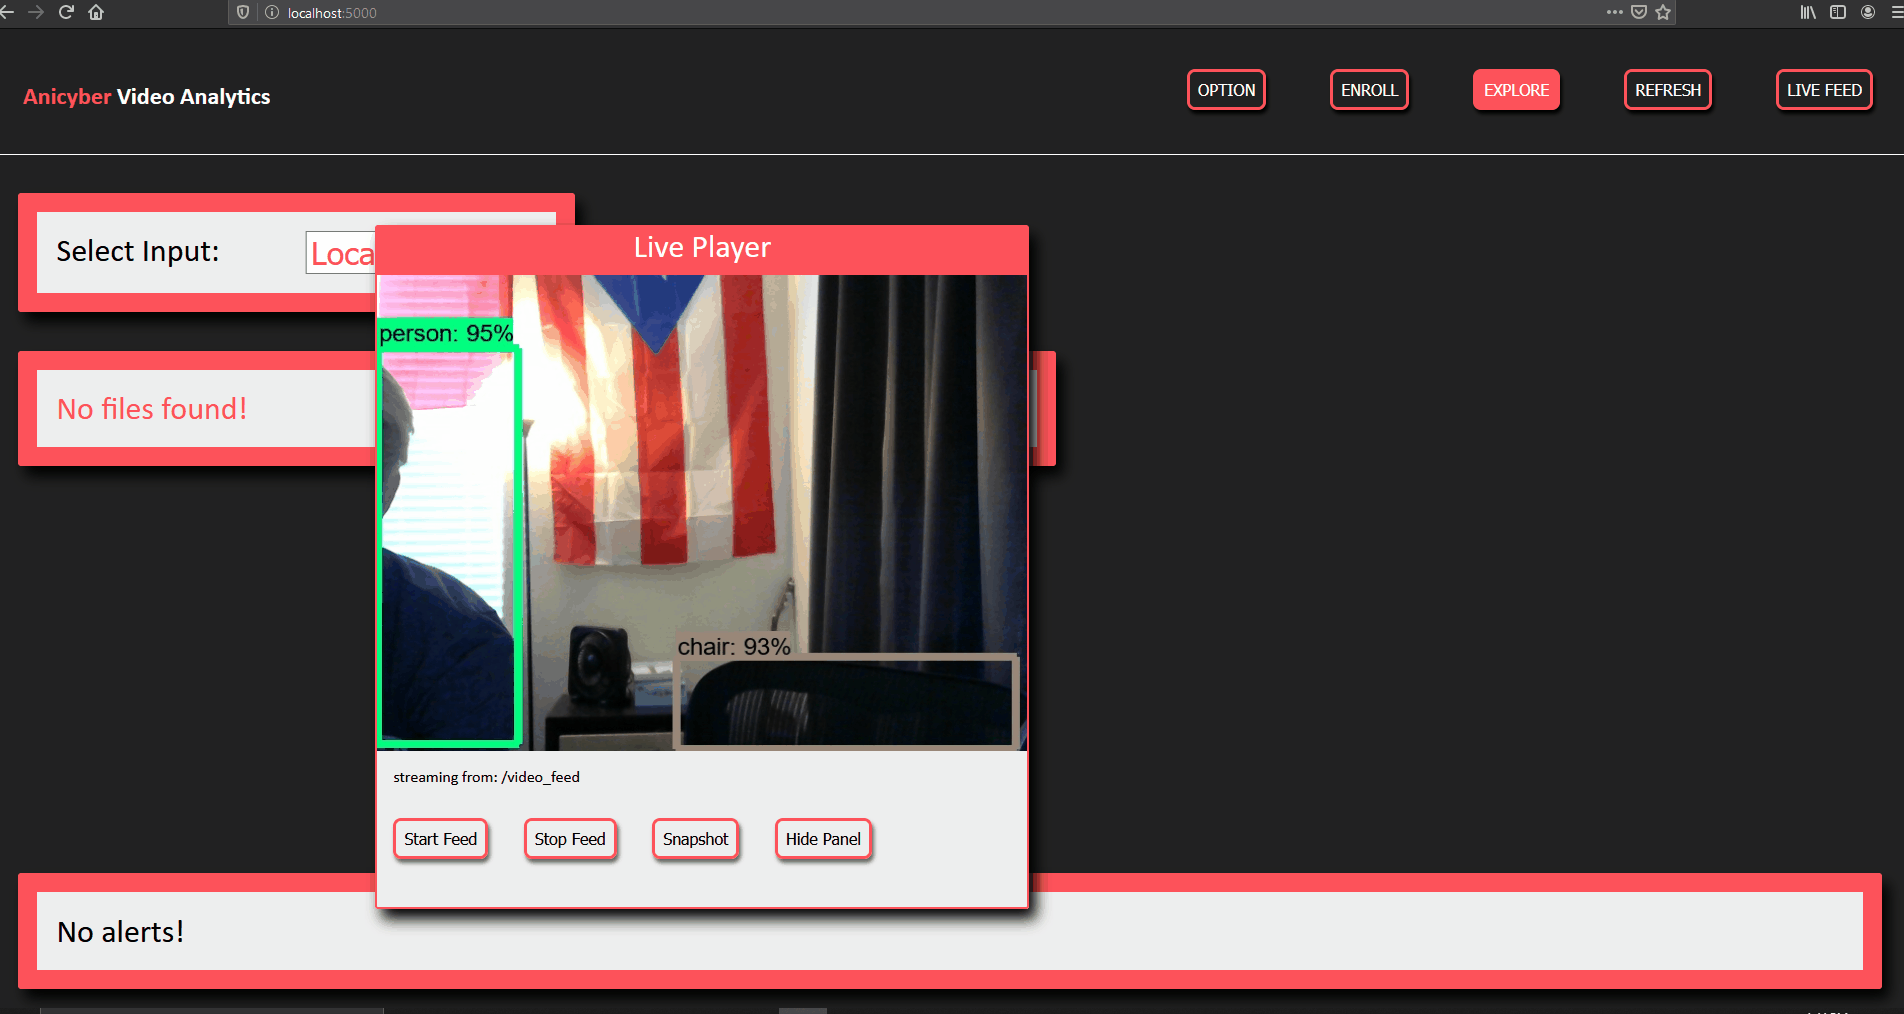 localhost:5000
Anicyber Video Analytics
OPTION
ENROLL
EXPLORE
REFRESH
LIVE FEED
Select Input:
Loca
Live Player
person: 95%
No files found!
chair: 93%
streaming from: /video_feed
Start Feed
Stop Feed
Snapshot
Hide Panel
No alerts!